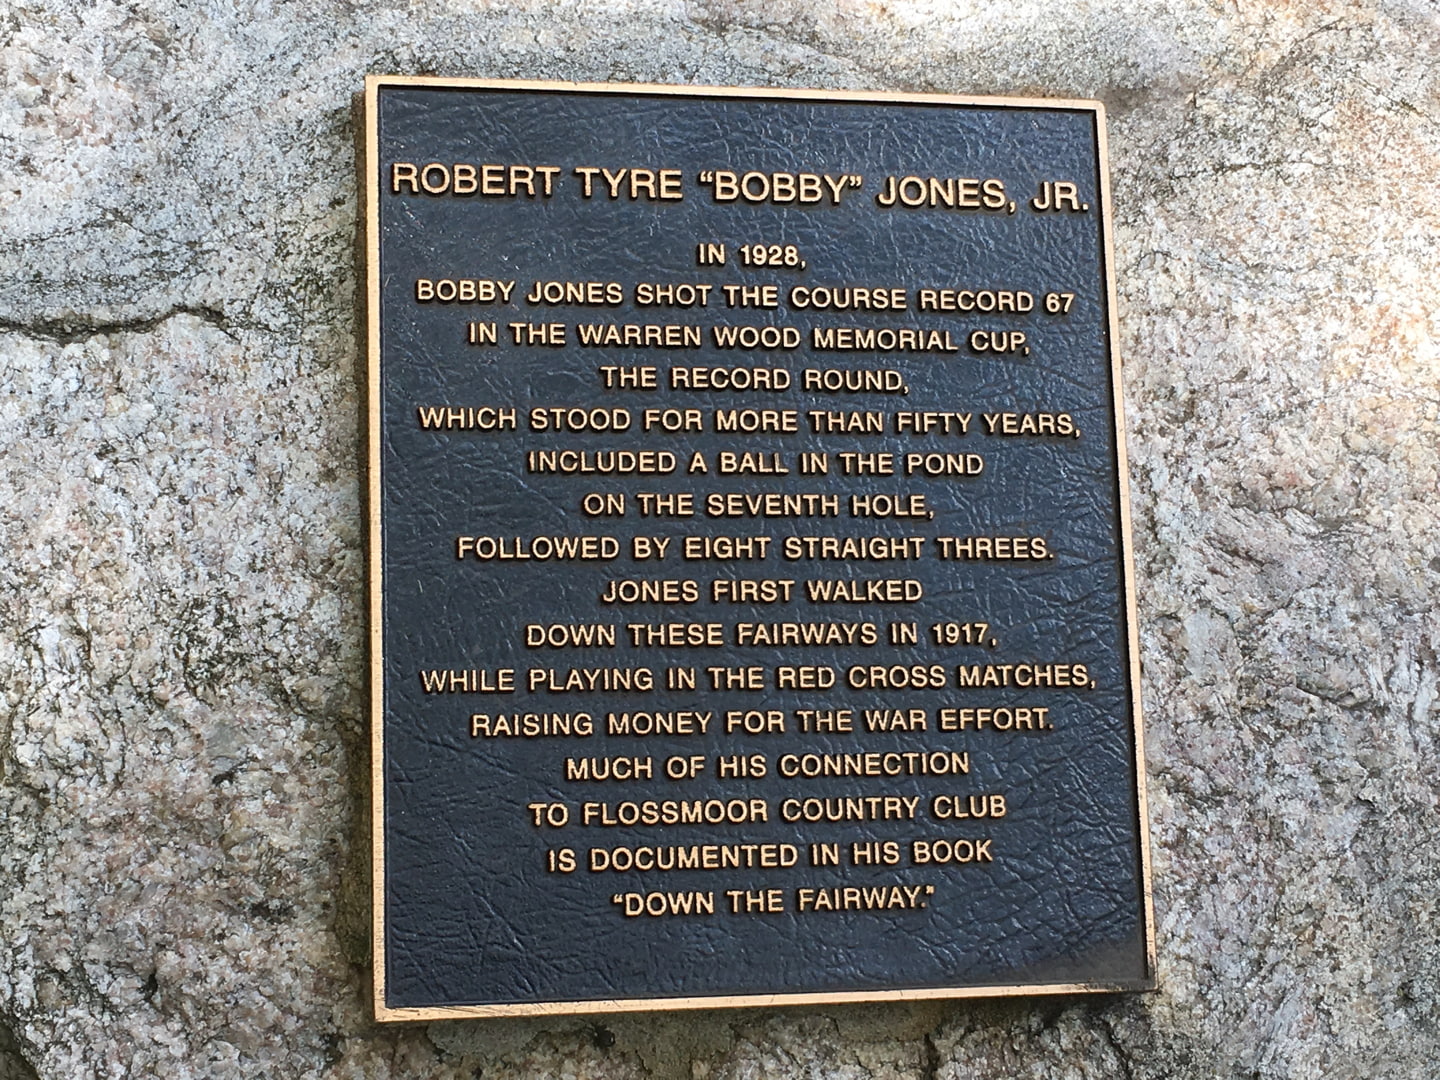 ROBERT TYRE “BOBBY” JONES, JR.
IN 1928,
BOBBY JONES SHOT THE COURSE RECORD 67
IN THE WARREN WOOD MEMORIAL CUP,
THE RECORD ROUND,
WHICH STOOD FOR MORE THAN FIFTY YEARS,
INCLUDED A BALL IN THE POND
ON THE SEVENTH HOLE,
FOLLOWED BY EIGHT STRAIGHT THREES.
JONES FIRST WALKED
DOWN THESE FAIRWAYS IN 1917,
WHILE PLAYING IN THE RED CROSS MATCHES,
RAISING MONEY FOR THE WAR EFFORT.
MUCH OF HIS CONNECTION
TO FLOSSMOOR COUNTRY CLUB
IS DOCUMENTED IN HIS BOOK
“DOWN THE FAIRWAY.”